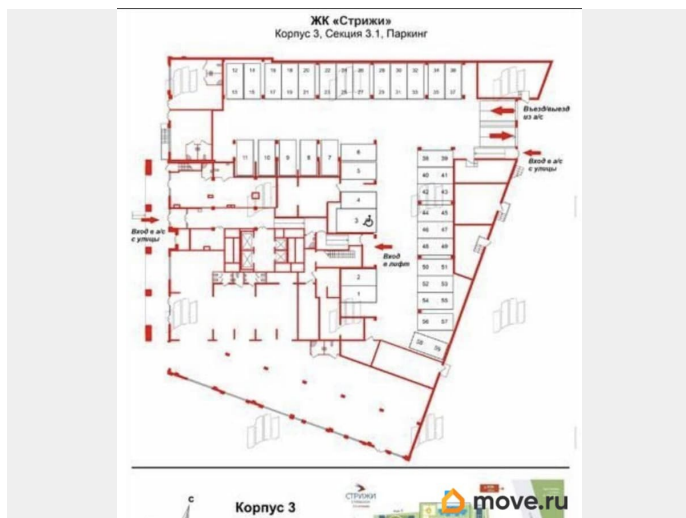 ЖК «Стрижи»
Корпус 3, Секция 3.1, Паркинг
12 14 16 19 20 22 24 26 28 30 32 34 36
13 15 17 18 21 23 25 27 29 31 33 35 37
Въезд/выезд
из а/с
Вход в а/с
с улицы
11 10 9 8 7 6
5
4
3
38 39
40 41
42 43
44 45
46 47
48 49
50 51
52 53
54 55
56 57
58 59
Вход в а/с
с улицы
Вход
в лифт
2
1
С
Корпус 3
СТРИЖИ
move.ru